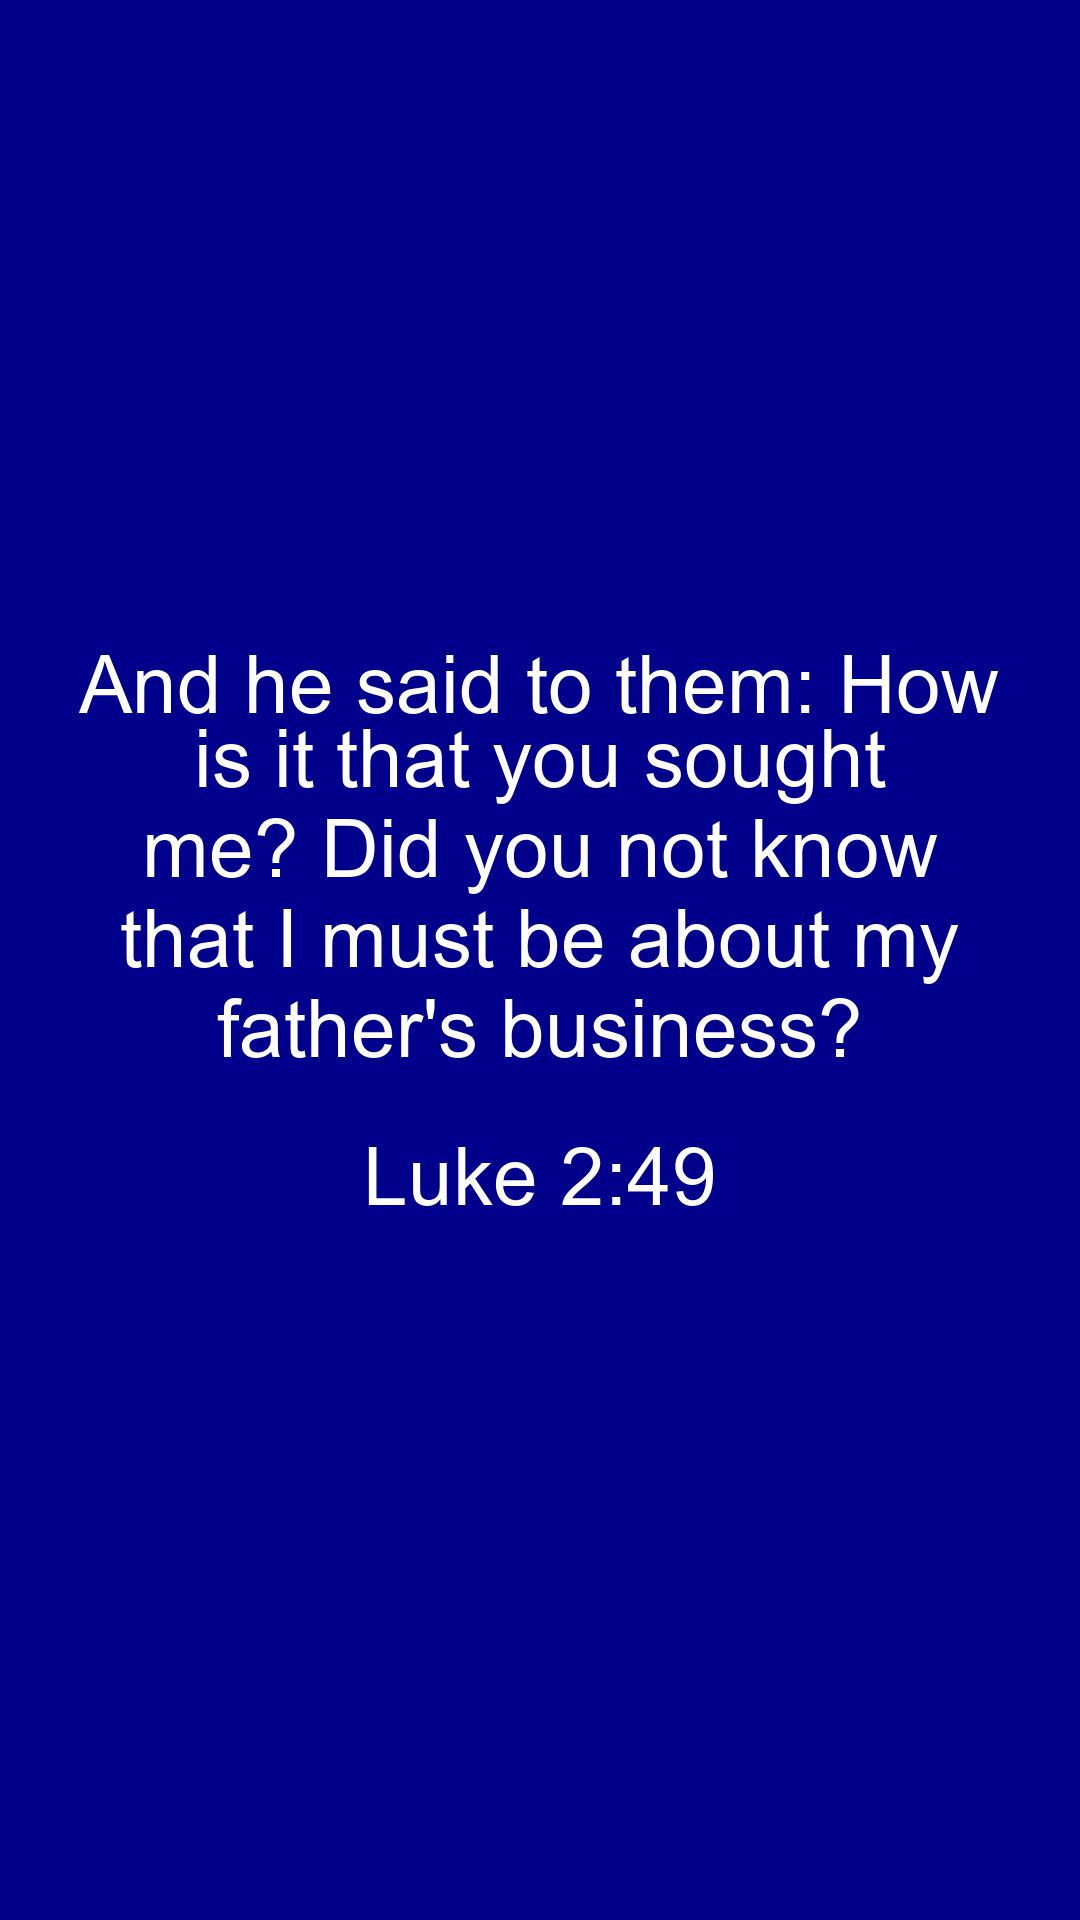 And he said to them: How
is it that you sought
me? Did you not know
that I must be about my
father's business?
Luke 2:49